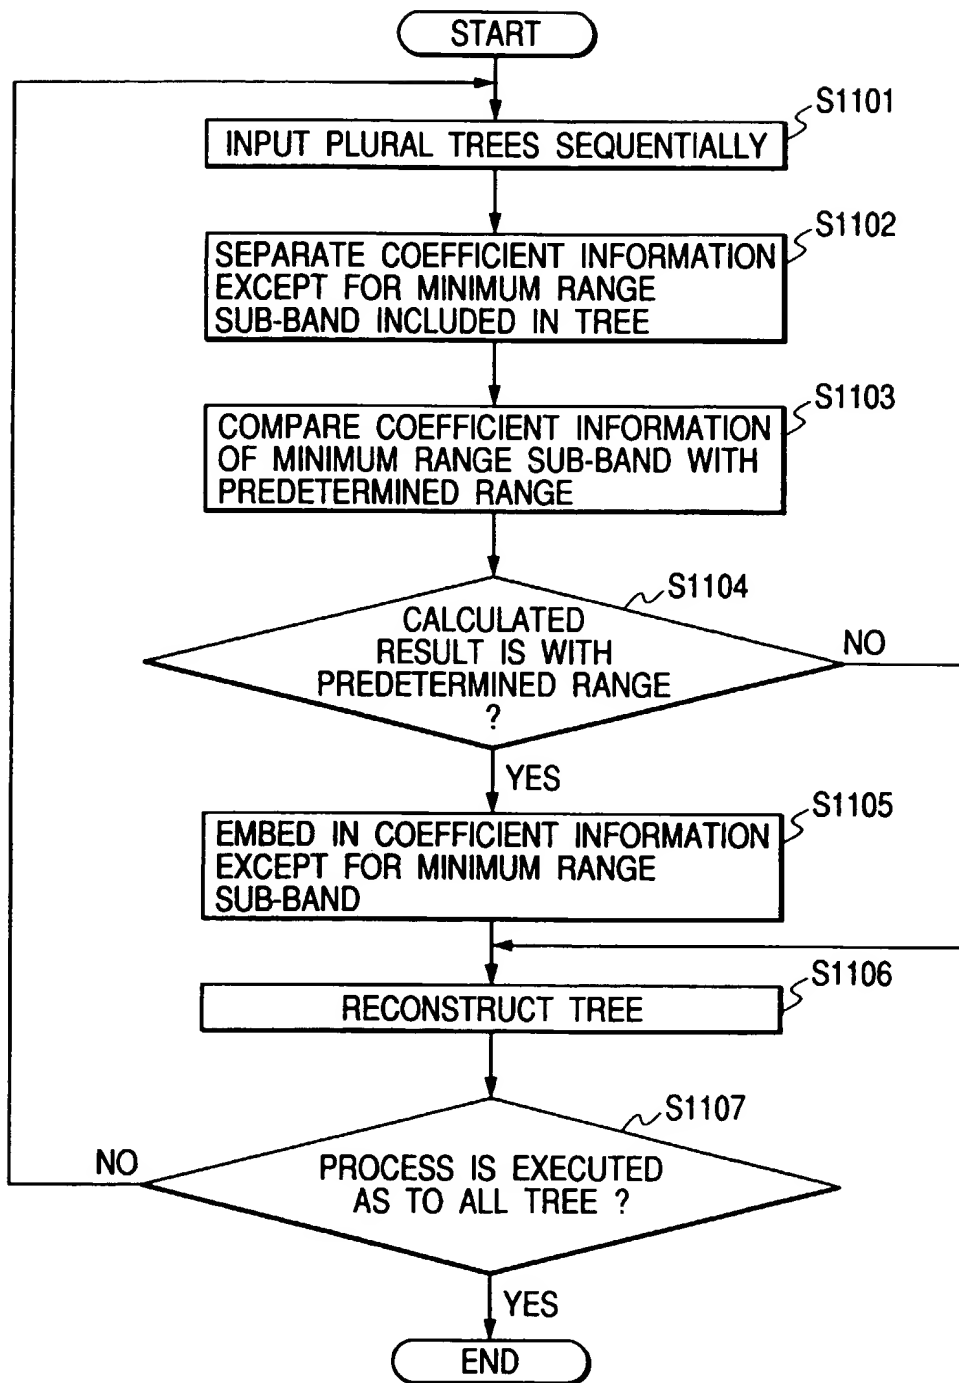 START
S1101
INPUT PLURAL TREES SEQUENTIALLY
S1102
SEPARATE COEFFICIENT INFORMATION
EXCEPT FOR MINIMUM RANGE
SUB-BAND INCLUDED IN TREE
S1103
COMPARE COEFFICIENT INFORMATION
OF MINIMUM RANGE SUB-BAND WITH
PREDETERMINED RANGE
S1104
CALCULATED
RESULT IS WITH
PREDETERMINED RANGE
?
NO
YES
S1105
EMBED IN COEFFICIENT INFORMATION
EXCEPT FOR MINIMUM RANGE
SUB-BAND
S1106
RECONSTRUCT TREE
S1107
NO
PROCESS IS EXECUTED
AS TO ALL TREE ?
YES
END